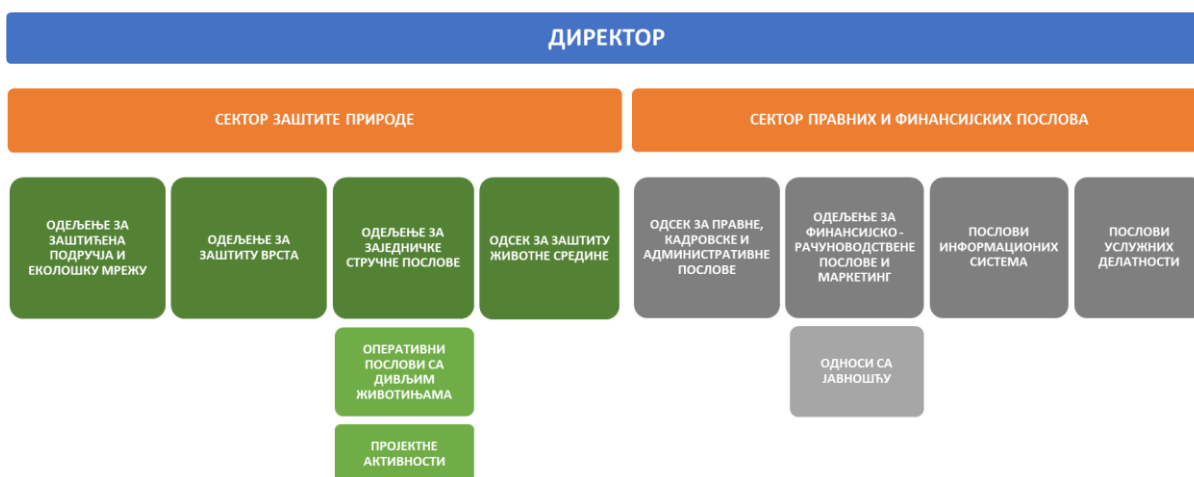 ДИРЕКТОР
СЕКТОР ЗАШТИТЕ ПРИРОДЕ
СЕКТОР ПРАВНИХ И ФИНАНСИЈСКИХ ПОСЛОВА
ОДЕЉЕЊЕ ЗА
ЗАШТИЋЕНА
ПОДРУЧЈА И
ЕКОЛОШКУ МРЕЖУ
ОДЕЉЕЊЕ ЗА
ЗАШТИТУ ВРСТА
ОДЕЉЕЊЕ ЗА
ЗАЈЕДНИЧКЕ
СТРУЧНЕ ПОСЛОВЕ
ОДСЕК ЗА ЗАШТИТУ
ЖИВОТНЕ СРЕДИНЕ
ОДСЕК ЗА ПРАВНЕ,
КАДРОВСКЕ И
АДМИНИСТРАТИВНЕ
ПОСЛОВЕ
ОДЕЉЕЊЕ ЗА
ФИНАНСИЈСКО -
РАЧУНОВОДСТВЕНЕ
ПОСЛОВЕ И
МАРКЕТИНГ
ПОСЛОВИ
ИНФОРМАЦИОНИХ
СИСТЕМА
ПОСЛОВИ
УСЛУЖНИХ
ДЕЛАТНОСТИ
ОПЕРАТИВНИ
ПОСЛОВИ СА
ДИВЉИМ
ЖИВОТИЊАМА
ОДНОСИ СА
ЈАВНОШЋУ
ПРОЈЕКТНЕ
АКТИВНОСТИ